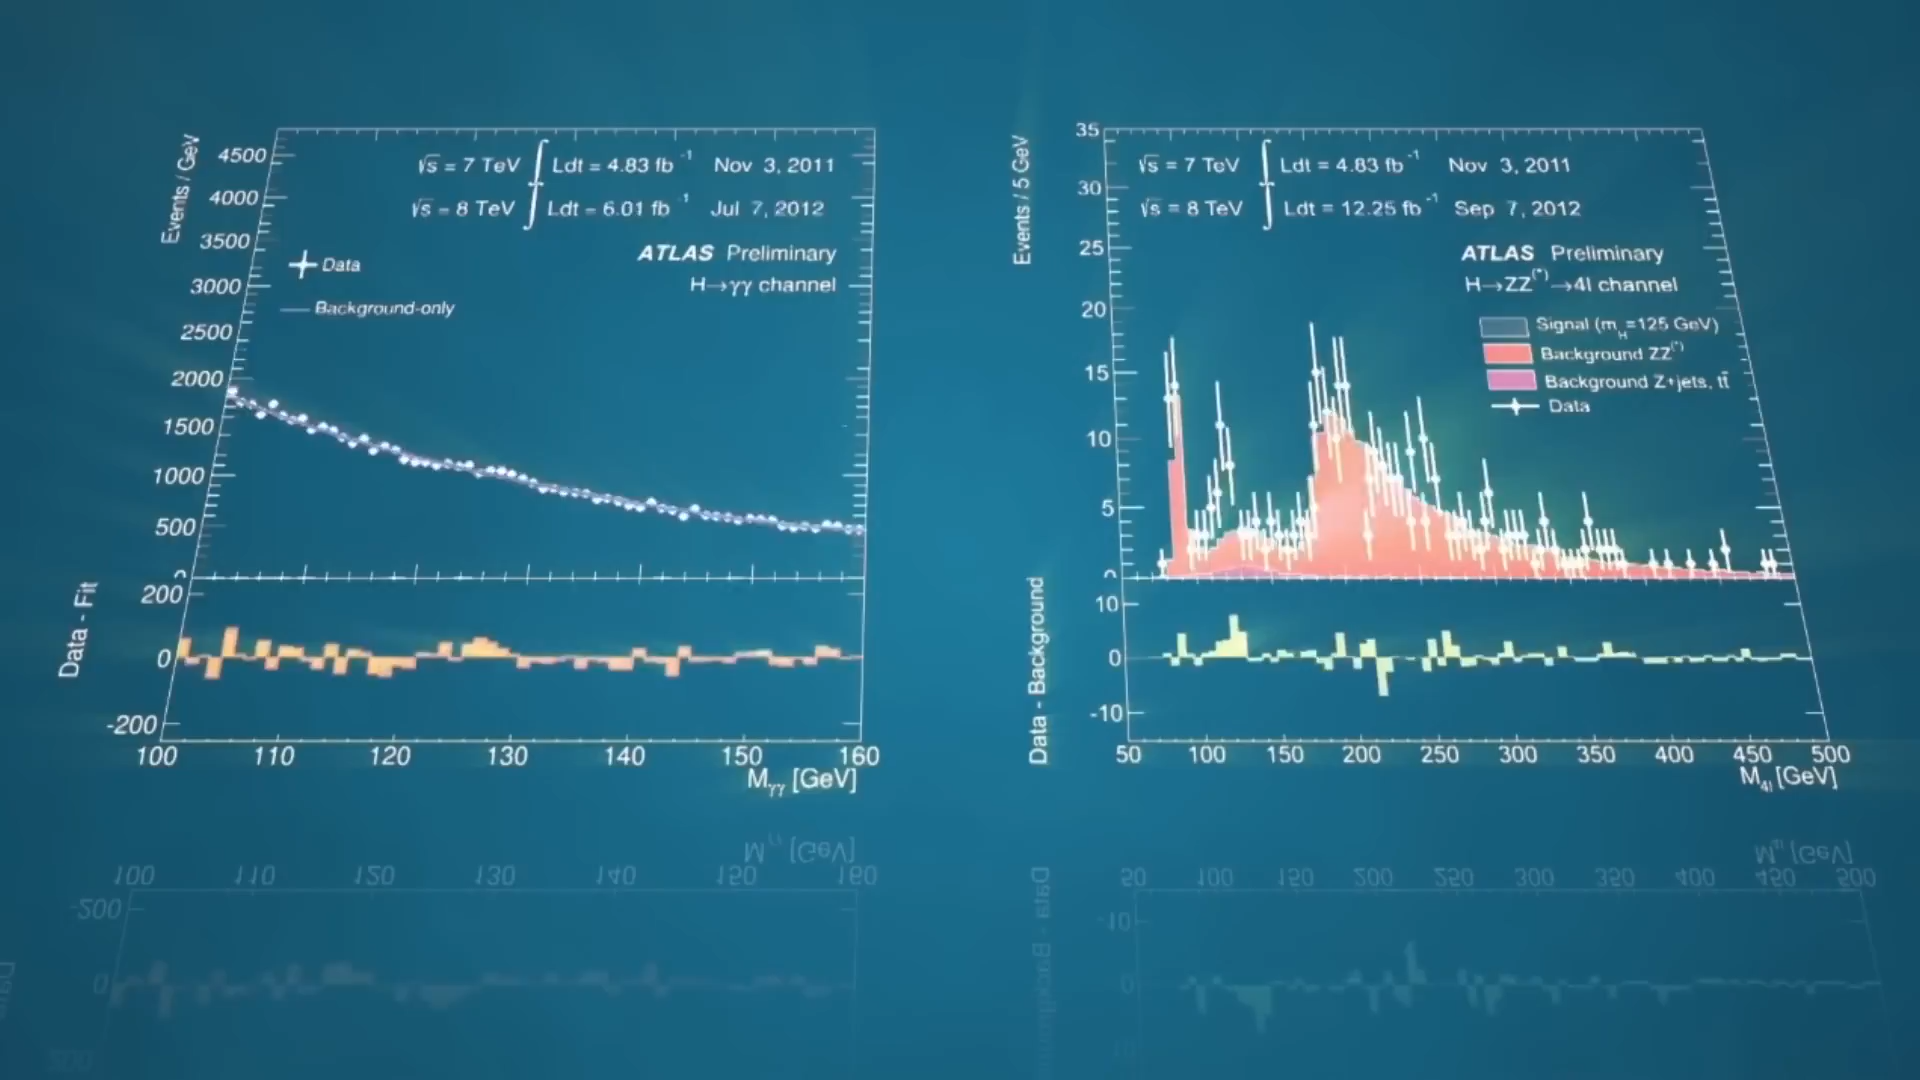 Events / GeV
4500
4000
3500
3000
2500
2000
1500
1000
500
0
√s = 7 TeV ∫ Ldt = 4.83 fb⁻¹ Nov 3, 2011
√s = 8 TeV ∫ Ldt = 6.01 fb⁻¹ Jul 7, 2012
ATLAS Preliminary
H→γγ channel
Data
Background-only
Data - Fit
200
0
-200
100 110 120 130 140 150 160
Mγγ [GeV]
Events / 5 GeV
35
30
25
20
15
10
5
0
√s = 7 TeV ∫ Ldt = 4.83 fb⁻¹ Nov 3, 2011
√s = 8 TeV ∫ Ldt = 12.25 fb⁻¹ Sep 7, 2012
ATLAS Preliminary
H→ZZ(*)→4l channel
Signal (mH=125 GeV)
Background ZZ(*)
Background Z+jets, tt̄
Data
Data - Background
10
0
-10
50 100 150 200 250 300 350 400 450 500
M4l [GeV]